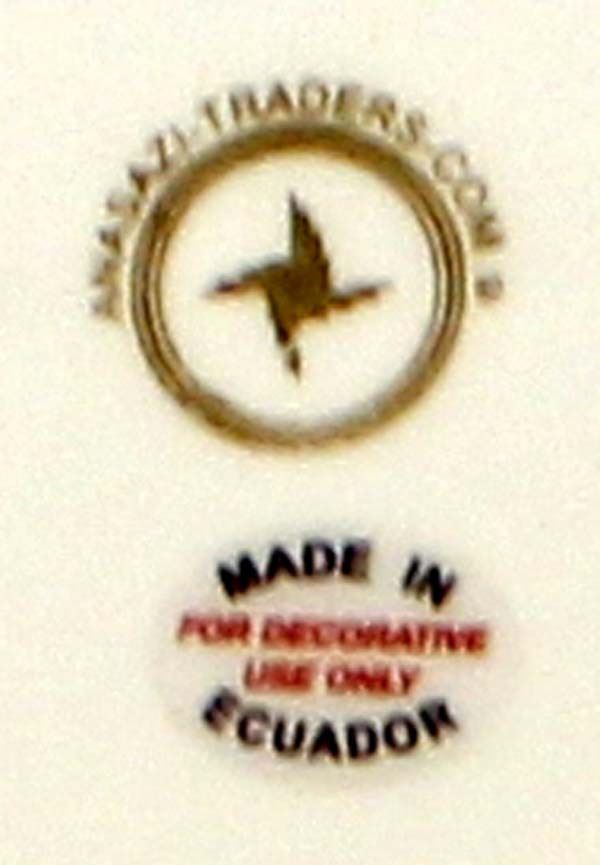 ANASAZI-TRADERS-COM ®
MADE IN
FOR DECORATIVE
USE ONLY
ECUADOR